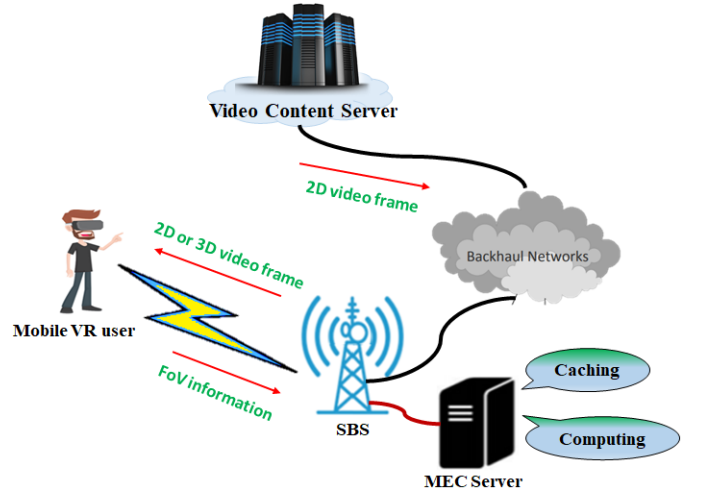 Video Content Server
2D video frame
Backhaul Networks
2D or 3D video frame
Mobile VR user
FoV information
SBS
Caching
Computing
MEC Server